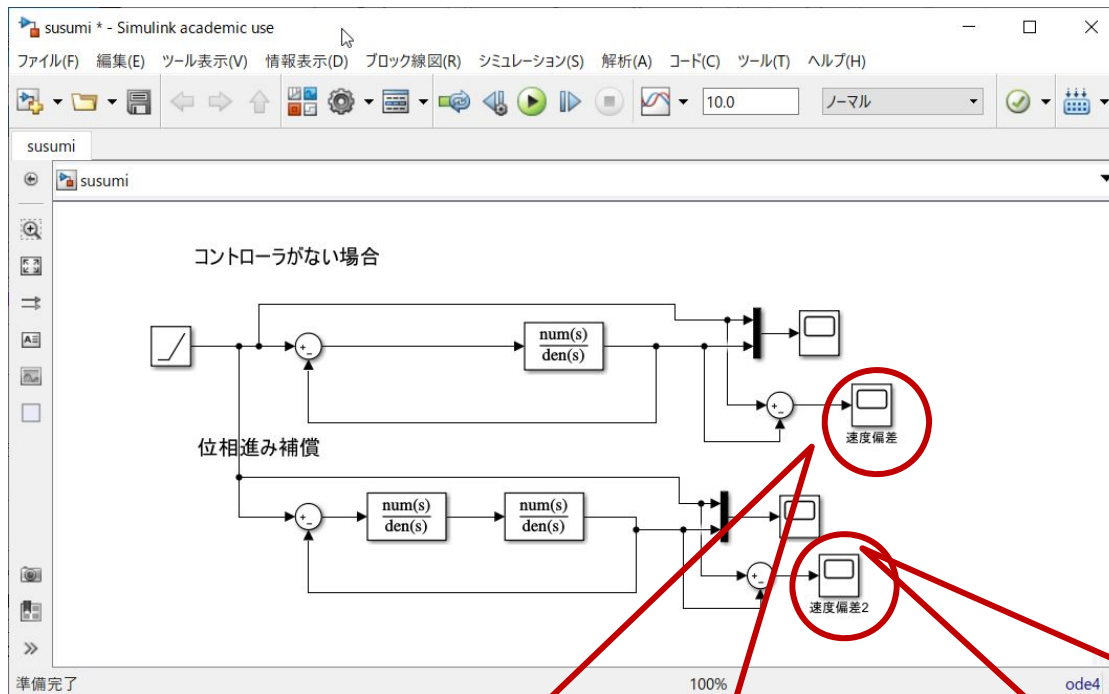 susumi * - Simulink academic use
ファイル(F) 編集(E) ツール表示(V) 情報表示(D) ブロック線図(R) シミュレーション(S) 解析(A) コード(C) ツール(T) ヘルプ(H)
10.0 ノーマル
susumi
susumi
コントローラがない場合
num(s)
den(s)
速度偏差
位相進み補償
num(s) num(s)
den(s) den(s)
速度偏差2
準備完了 100% ode4